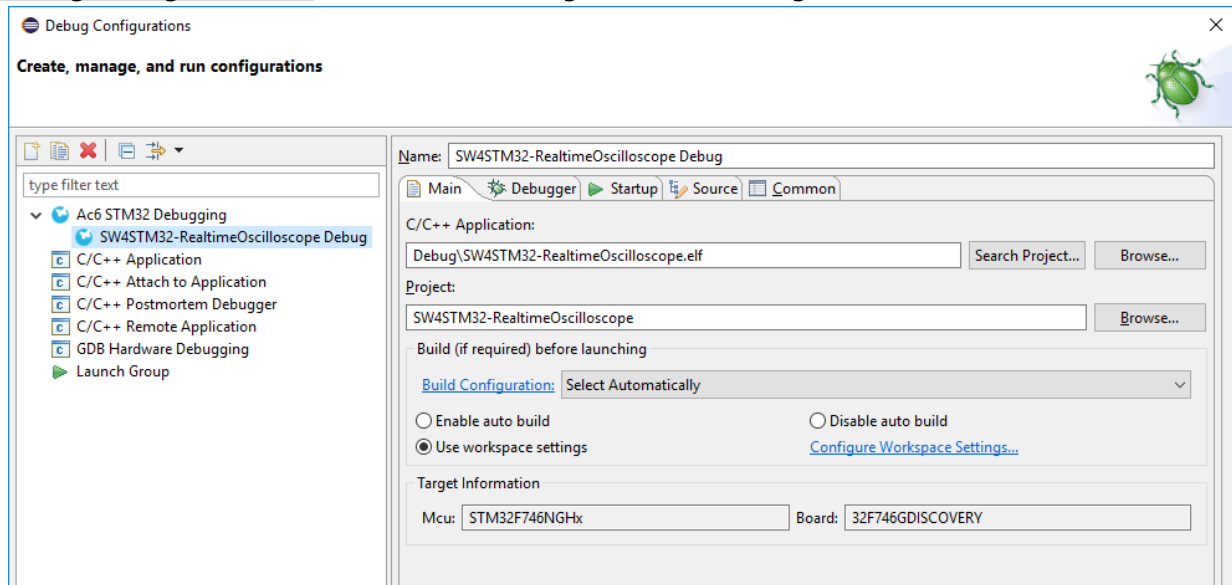 Debug Configurations
Create, manage, and run configurations
type filter text
Ac6 STM32 Debugging
SW4STM32-RealtimeOscilloscope Debug
C/C++ Application
C/C++ Attach to Application
C/C++ Postmortem Debugger
C/C++ Remote Application
GDB Hardware Debugging
Launch Group
Name: SW4STM32-RealtimeOscilloscope Debug
Main Debugger Startup Source Common
C/C++ Application:
Debug\SW4STM32-RealtimeOscilloscope.elf Search Project... Browse...
Project:
SW4STM32-RealtimeOscilloscope Browse...
Build (if required) before launching
Build Configuration: Select Automatically
Enable auto build Disable auto build
Use workspace settings Configure Workspace Settings...
Target Information
Mcu: STM32F746NGHx Board: 32F746GDISCOVERY